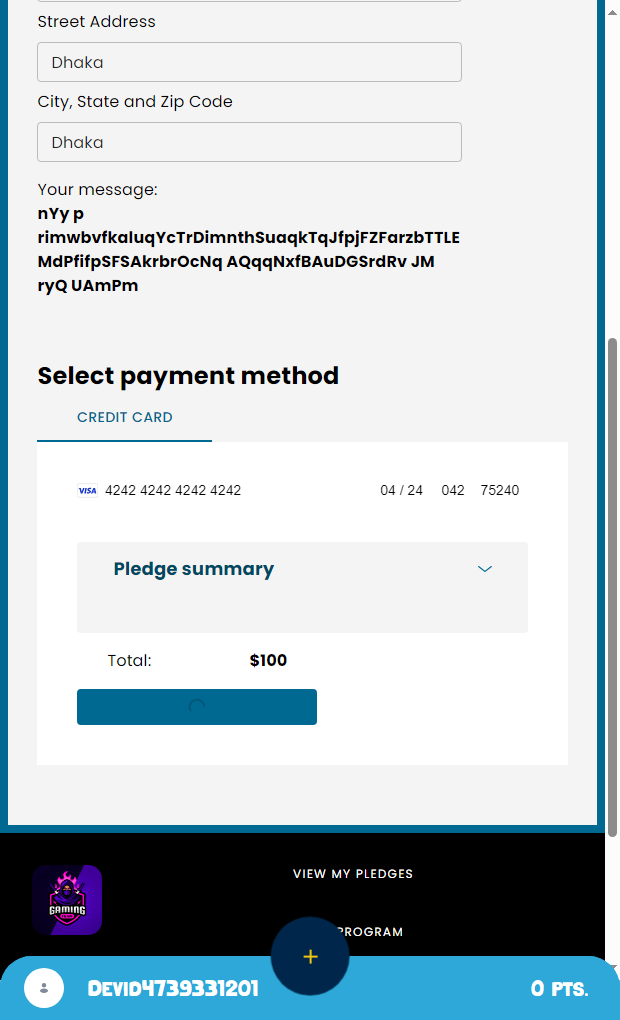 Street Address
Dhaka
City, State and Zip Code
Dhaka
Your message:
nYy p
rimwbvfkaluqYcTrDimnthSuaqkTqJfpjFZFarzbTTLE
MdPfifpSFSAkrbrOcNq AQqqNxfBAuDGSrdRv JM
ryQ UAmPm
Select payment method
CREDIT CARD
VISA 4242 4242 4242 4242 04 / 24 042 75240
Pledge summary
Total: $100
VIEW MY PLEDGES
GAMING
PROGRAM
+
Devid4739331201 0 PTS.